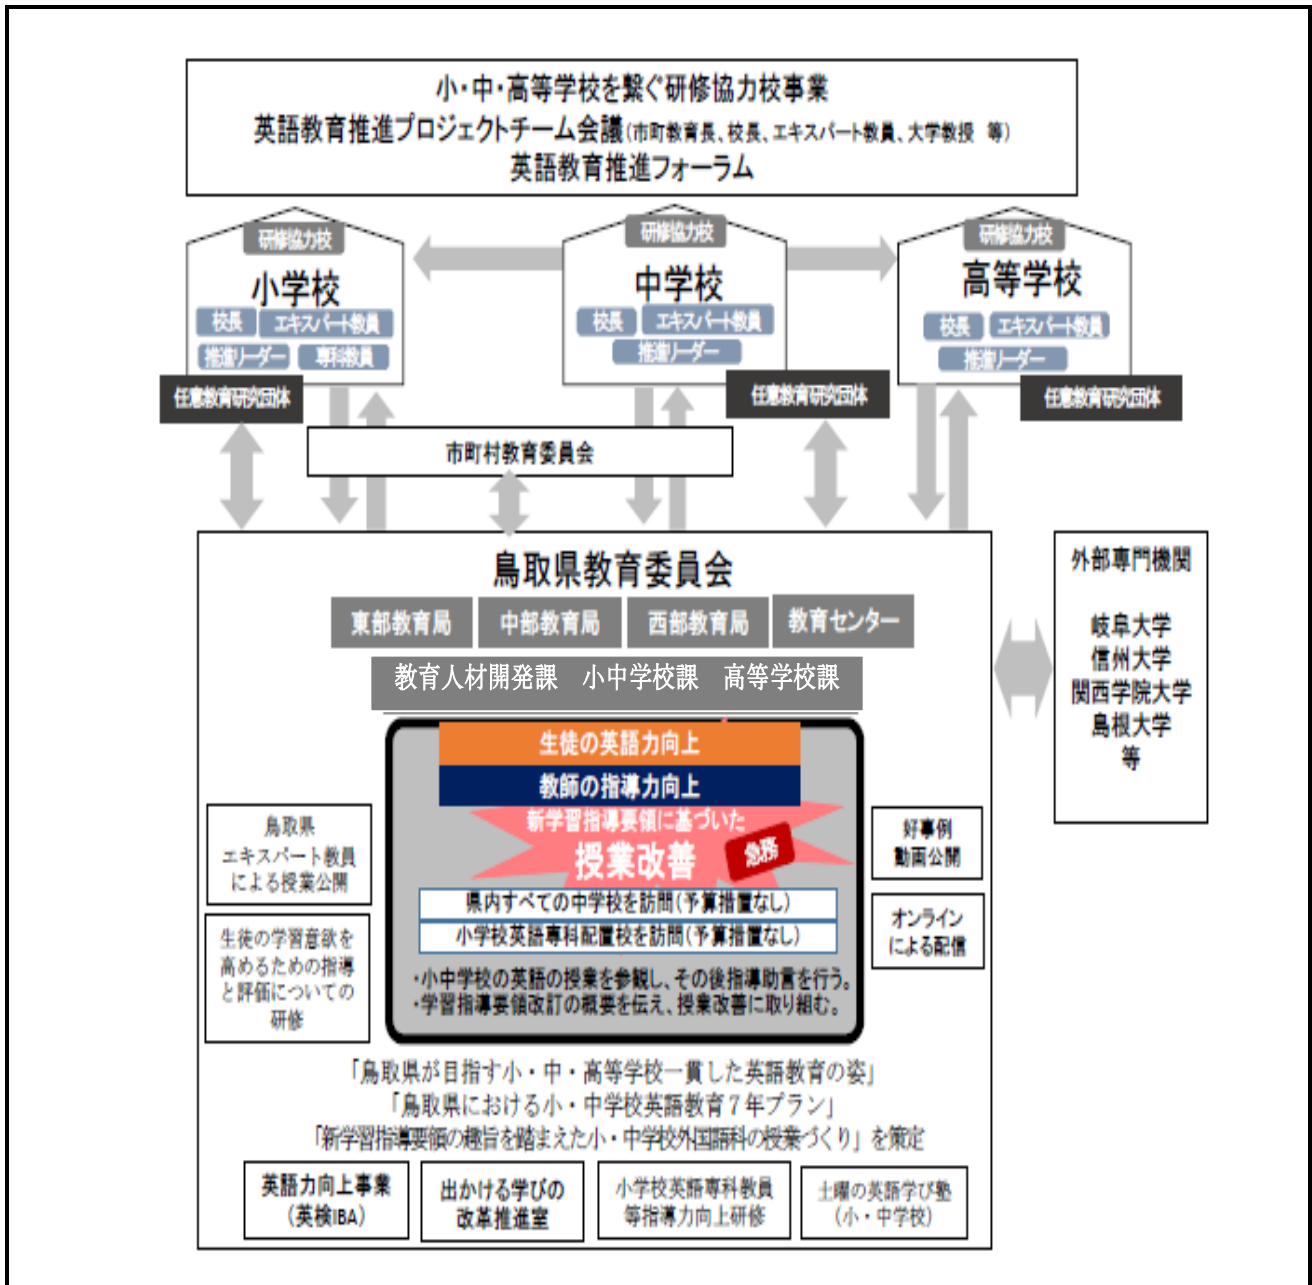 小・中・高等学校を繋ぐ研修協力校事業
英語教育推進プロジェクトチーム会議(市町教育長、校長、エキスパート教員、大学教授 等)
英語教育推進フォーラム
研修協力校
小学校
校長 エキスパート教員
推進リーダー 専科教員
任意教育研究団体
研修協力校
中学校
校長 エキスパート教員
推進リーダー
任意教育研究団体
研修協力校
高等学校
校長 エキスパート教員
推進リーダー
任意教育研究団体
市町村教育委員会
鳥取県教育委員会
東部教育局 中部教育局 西部教育局 教育センター
教育人材開発課 小中学校課 高等学校課
生徒の英語力向上
教師の指導力向上
新学習指導要領に基づいた
授業改善 急務
県内すべての中学校を訪問(予算措置なし)
小学校英語専科配置校を訪問(予算措置なし)
・小中学校の英語の授業を参観し、その後指導助言を行う。
・学習指導要領改訂の概要を伝え、授業改善に取り組む。
鳥取県
エキスパート教員
による授業公開
生徒の学習意欲を
高めるための指導
と評価についての
研修
好事例
動画公開
オンライン
による配信
外部専門機関
岐阜大学
信州大学
関西学院大学
島根大学
等
「鳥取県が目指す小・中・高等学校一貫した英語教育の姿」
「鳥取県における小・中学校英語教育７年プラン」
「新学習指導要領の趣旨を踏まえた小・中学校外国語科の授業づくり」を策定
英語力向上事業
(英検IBA)
出かける学びの
改革推進室
小学校英語専科教員
等指導力向上研修
土曜の英語学び塾
(小・中学校)